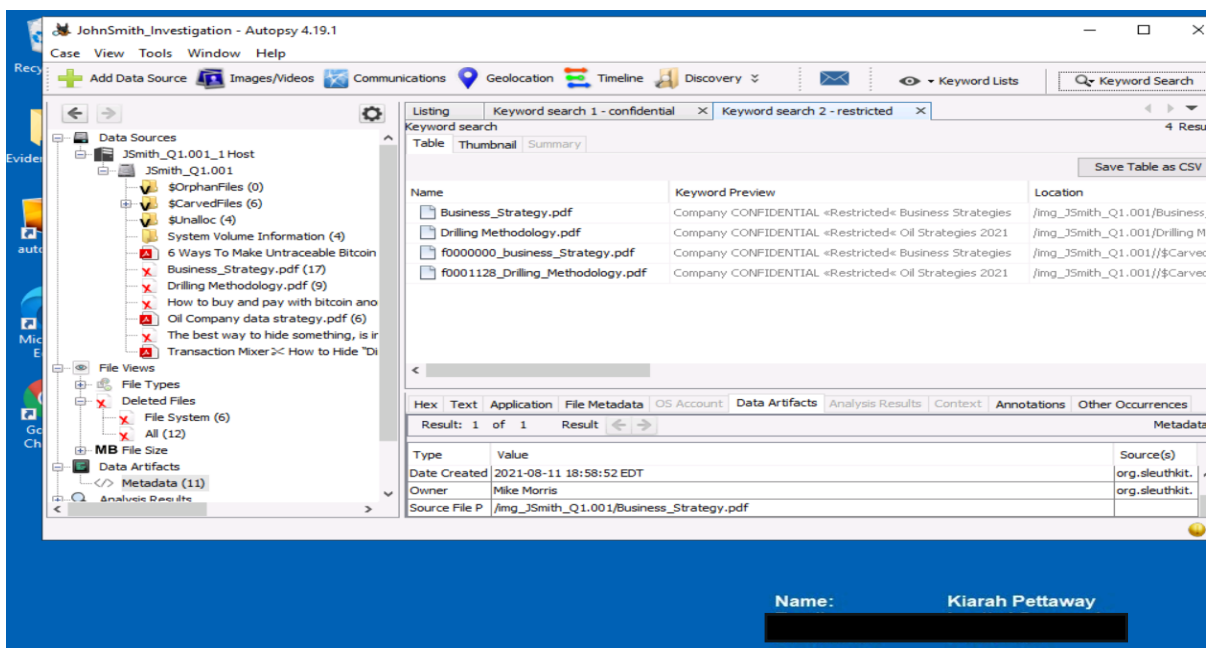 Recy
Eviden
auto
Mic
E
Go
Ch
JohnSmith_Investigation - Autopsy 4.19.1
Case View Tools Window Help
Add Data Source Images/Videos Communications Geolocation Timeline Discovery Keyword Lists Keyword Search
Data Sources
JSmith_Q1.001_1 Host
JSmith_Q1.001
$OrphanFiles (0)
$CarvedFiles (6)
$Unalloc (4)
System Volume Information (4)
6 Ways To Make Untraceable Bitcoin
Business_Strategy.pdf (17)
Drilling Methodology.pdf (9)
How to buy and pay with bitcoin ano
Oil Company data strategy.pdf (6)
The best way to hide something, is ir
Transaction Mixer How to Hide "Di
File Views
File Types
Deleted Files
File System (6)
All (12)
MB File Size
Data Artifacts
Metadata (11)
Analysis Results
Listing Keyword search 1 - confidential Keyword search 2 - restricted
Keyword search 4 Resu
Table Thumbnail Summary
Save Table as CSV
Name Keyword Preview Location
Business_Strategy.pdf Company CONFIDENTIAL «Restricted« Business Strategies /img_JSmith_Q1.001/Business_
Drilling Methodology.pdf Company CONFIDENTIAL «Restricted« Oil Strategies 2021 /img_JSmith_Q1.001/Drilling M
f0000000_business_Strategy.pdf Company CONFIDENTIAL «Restricted« Business Strategies /img_JSmith_Q1.001//$Carved
f0001128_Drilling_Methodology.pdf Company CONFIDENTIAL «Restricted« Oil Strategies 2021 /img_JSmith_Q1.001//$Carved
Hex Text Application File Metadata OS Account Data Artifacts Analysis Results Context Annotations Other Occurrences
Result: 1 of 1 Result Metadata
Type Value Source(s)
Date Created 2021-08-11 18:58:52 EDT org.sleuthkit.
Owner Mike Morris org.sleuthkit.
Source File P /img_JSmith_Q1.001/Business_Strategy.pdf
Name: Kiarah Pettaway